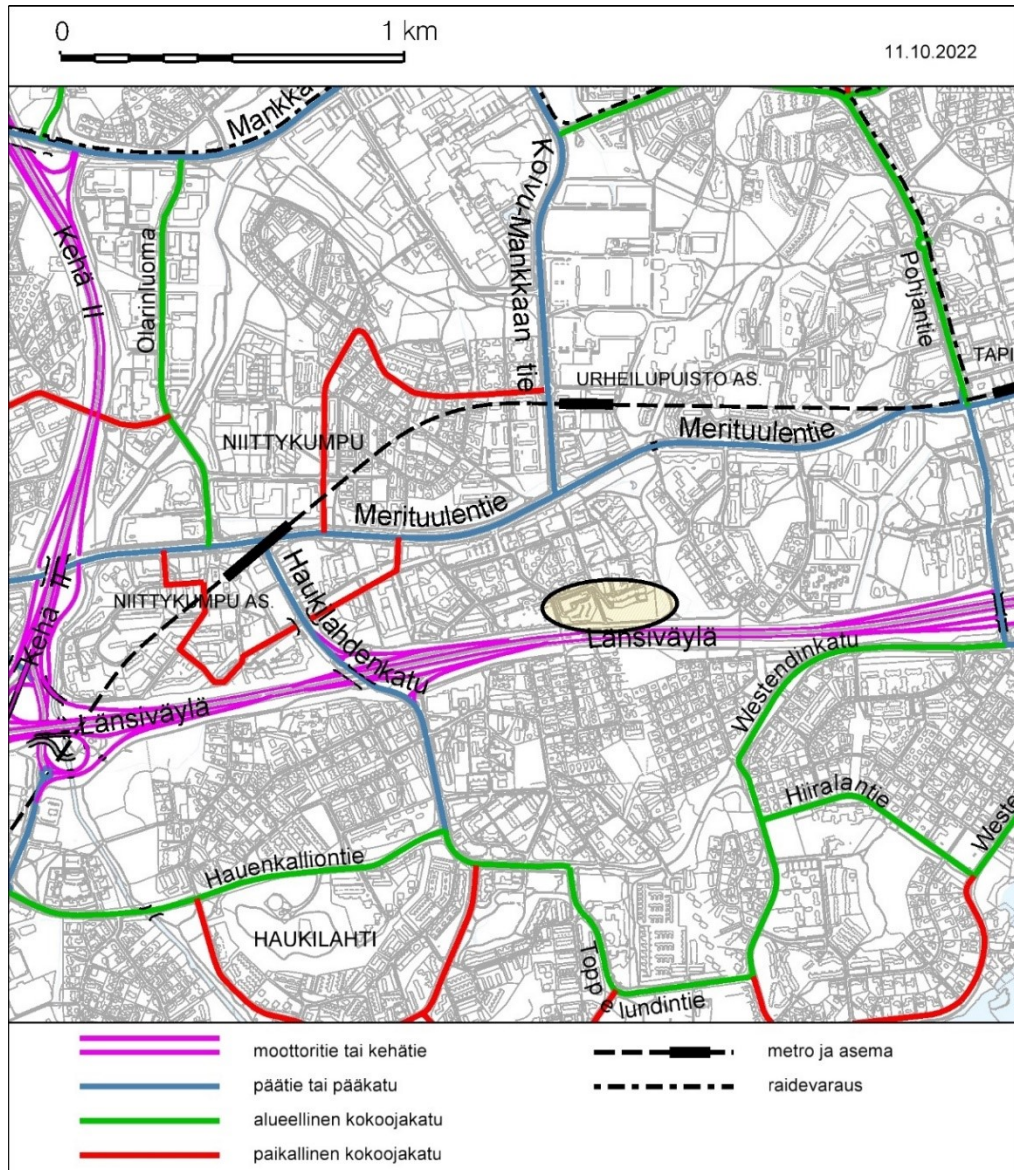 0 1 km
11.10.2022
Mankka
Koivu-Mankkaan tie
Kehä II
Olarinluoma
Pohjantie
URHEILUPUISTO AS.
TAPI
Merituulentie
NIITTYKUMPU
Merituulentie
Haukilahdenkatu
NIITTYKUMPU AS.
Kehä II
Länsiväylä
Länsiväylä
Westendinkatu
Hiiralantie
Weste
Hauenkalliontie
HAUKILAHTI
Toppelundintie
moottoritie tai kehätie
metro ja asema
päätie tai pääkatu
raidevaraus
alueellinen kokoojakatu
paikallinen kokoojakatu